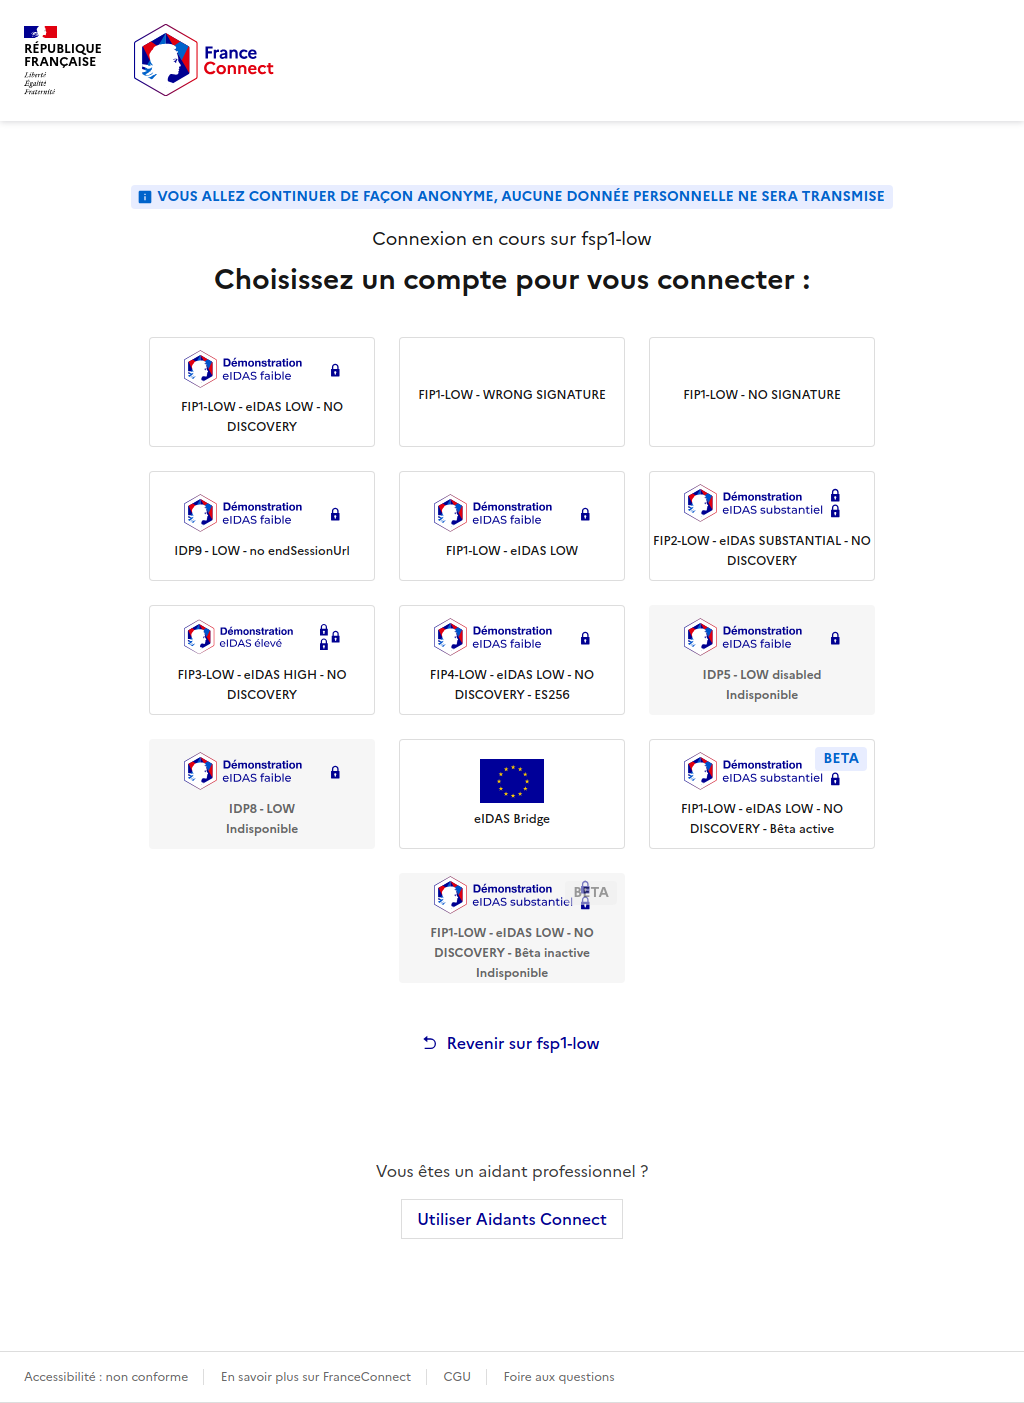 RÉPUBLIQUE
FRANÇAISE
Liberté
Égalité
Fraternité
France
Connect
VOUS ALLEZ CONTINUER DE FAÇON ANONYME, AUCUNE DONNÉE PERSONNELLE NE SERA TRANSMISE
Connexion en cours sur fsp1-low
Choisissez un compte pour vous connecter :
Démonstration
eIDAS faible
FIP1-LOW - eIDAS LOW - NO
DISCOVERY
FIP1-LOW - WRONG SIGNATURE
FIP1-LOW - NO SIGNATURE
Démonstration
eIDAS faible
IDP9 - LOW - no endSessionUrl
Démonstration
eIDAS faible
FIP1-LOW - eIDAS LOW
Démonstration
eIDAS substantiel
FIP2-LOW - eIDAS SUBSTANTIAL - NO
DISCOVERY
Démonstration
eIDAS élevé
FIP3-LOW - eIDAS HIGH - NO
DISCOVERY
Démonstration
eIDAS faible
FIP4-LOW - eIDAS LOW - NO
DISCOVERY - ES256
Démonstration
eIDAS faible
IDP5 - LOW disabled
Indisponible
Démonstration
eIDAS faible
IDP8 - LOW
Indisponible
eIDAS Bridge
BETA
Démonstration
eIDAS substantiel
FIP1-LOW - eIDAS LOW - NO
DISCOVERY - Bêta active
BETA
Démonstration
eIDAS substantiel
FIP1-LOW - eIDAS LOW - NO
DISCOVERY - Bêta inactive
Indisponible
Revenir sur fsp1-low
Vous êtes un aidant professionnel ?
Utiliser Aidants Connect
Accessibilité : non conforme
En savoir plus sur FranceConnect
CGU
Foire aux questions